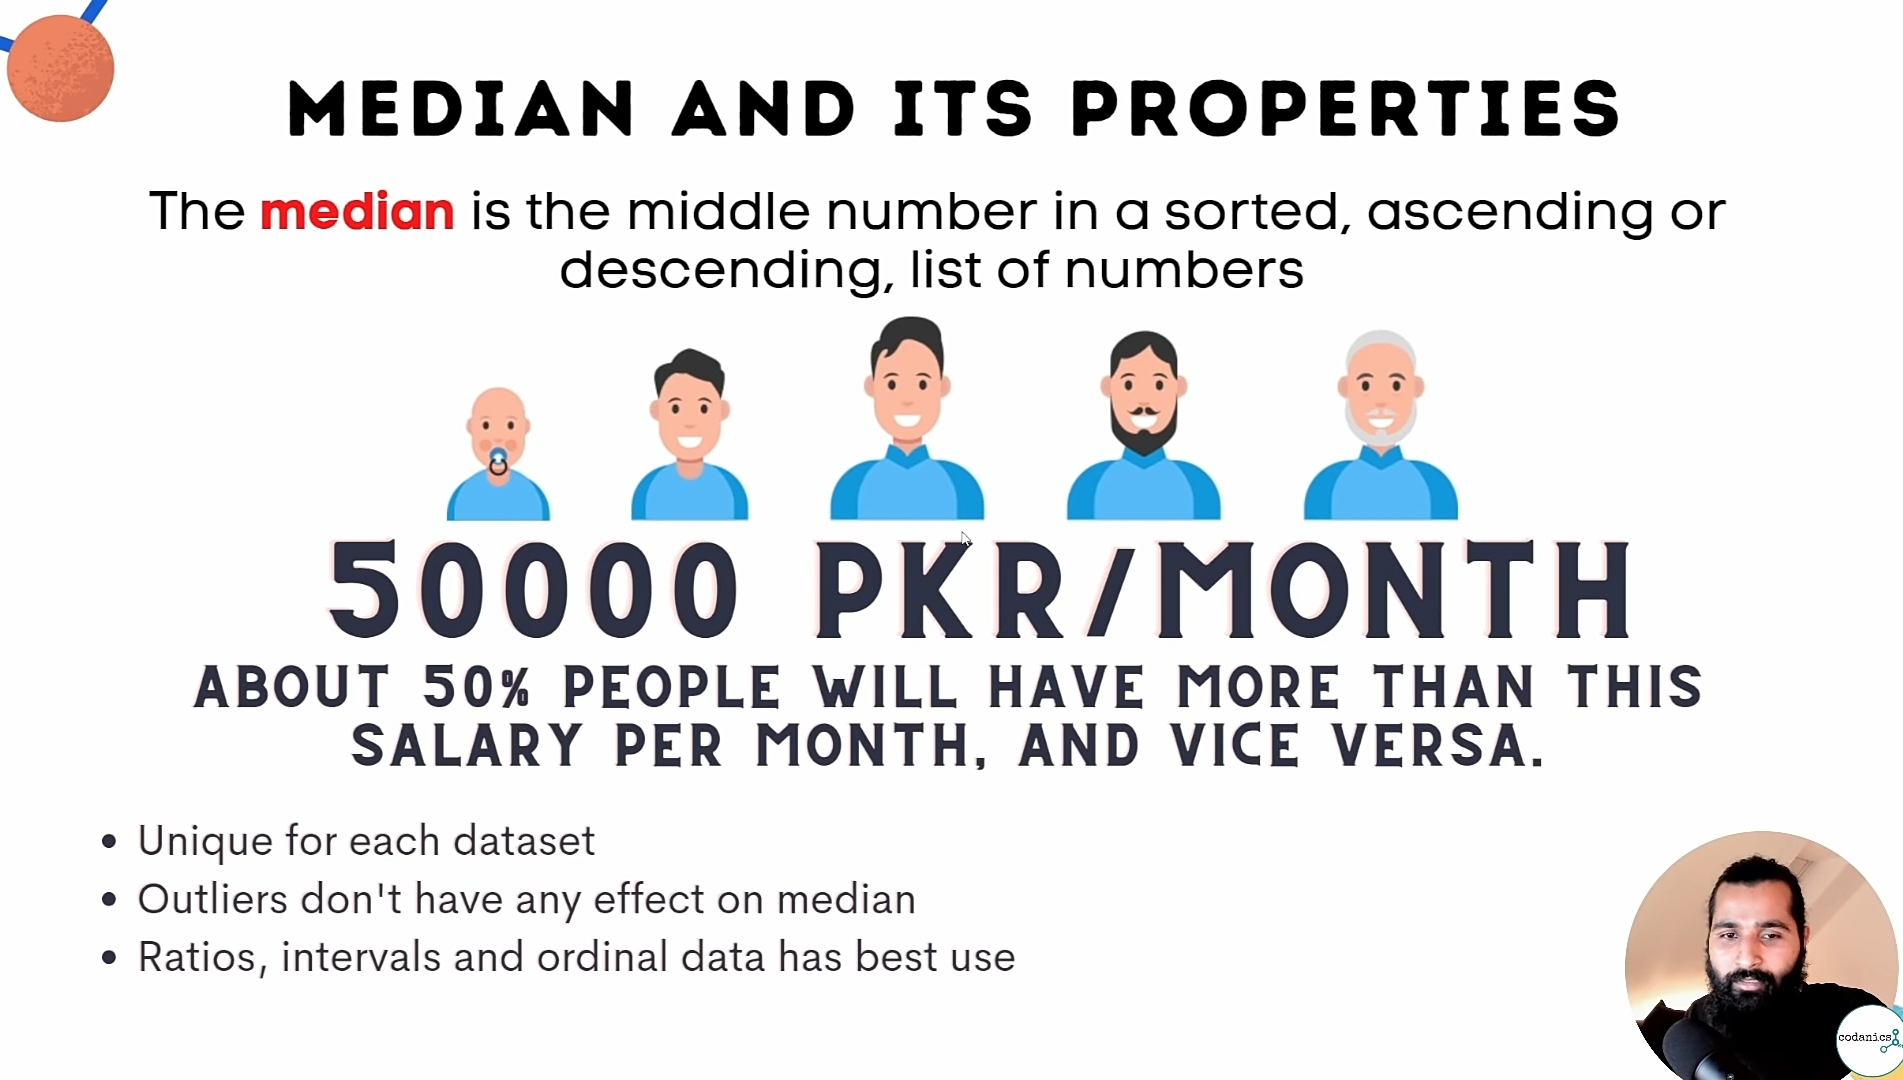 MEDIAN AND ITS PROPERTIES
The median is the middle number in a sorted, ascending or
descending, list of numbers
50000 PKR/MONTH
ABOUT 50% PEOPLE WILL HAVE MORE THAN THIS
SALARY PER MONTH, AND VICE VERSA.
• Unique for each dataset
• Outliers don't have any effect on median
• Ratios, intervals and ordinal data has best use
codanics